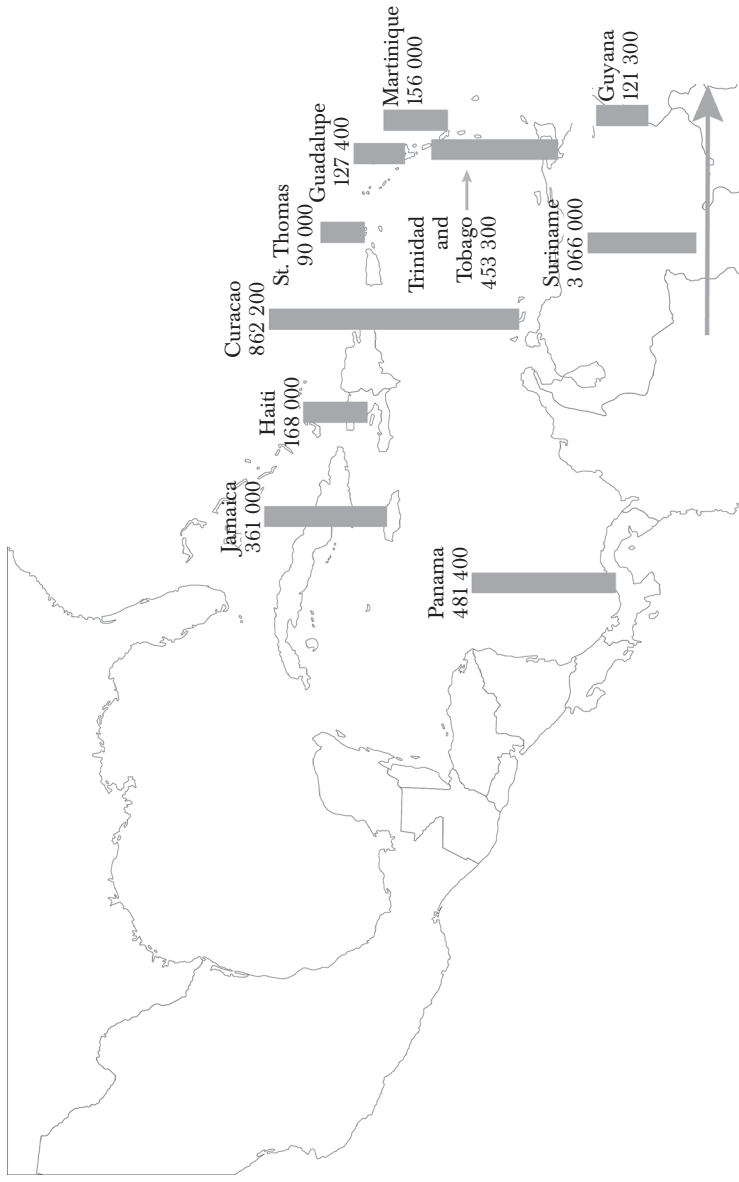 Jamaica
361 000
Haiti
168 000
Curacao
862 200
St. Thomas
90 000
Guadalupe
127 400
Martinique
156 000
Panama
481 400
Trinidad
and
Tobago
453 300
Suriname
3 066 000
Guyana
121 300